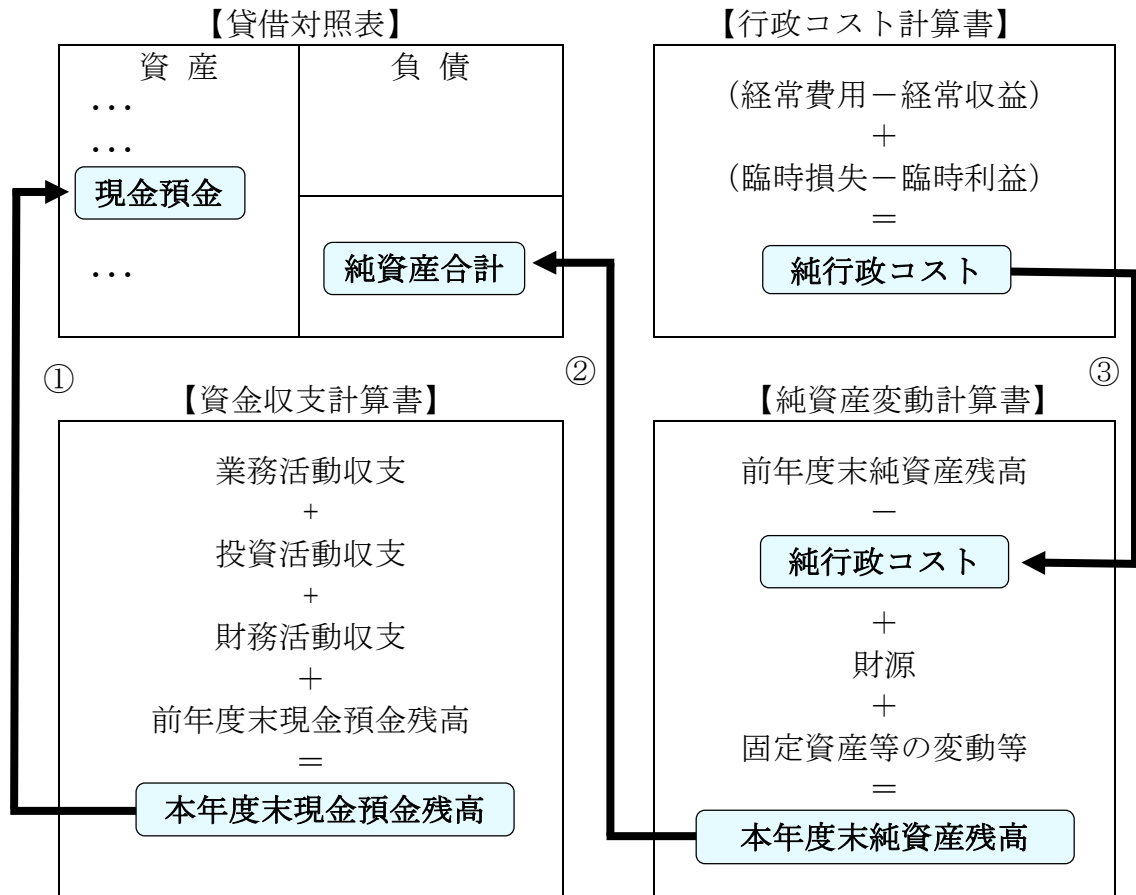 【貸借対照表】
資 産
負 債
・・・
・・・
現金預金
・・・
純資産合計
【行政コスト計算書】
(経常費用－経常収益)
＋
(臨時損失－臨時利益)
＝
純行政コスト
①
②
③
【資金収支計算書】
業務活動収支
+
投資活動収支
+
財務活動収支
＋
前年度末現金預金残高
＝
本年度末現金預金残高
【純資産変動計算書】
前年度末純資産残高
－
純行政コスト
＋
財源
＋
固定資産等の変動等
＝
本年度末純資産残高